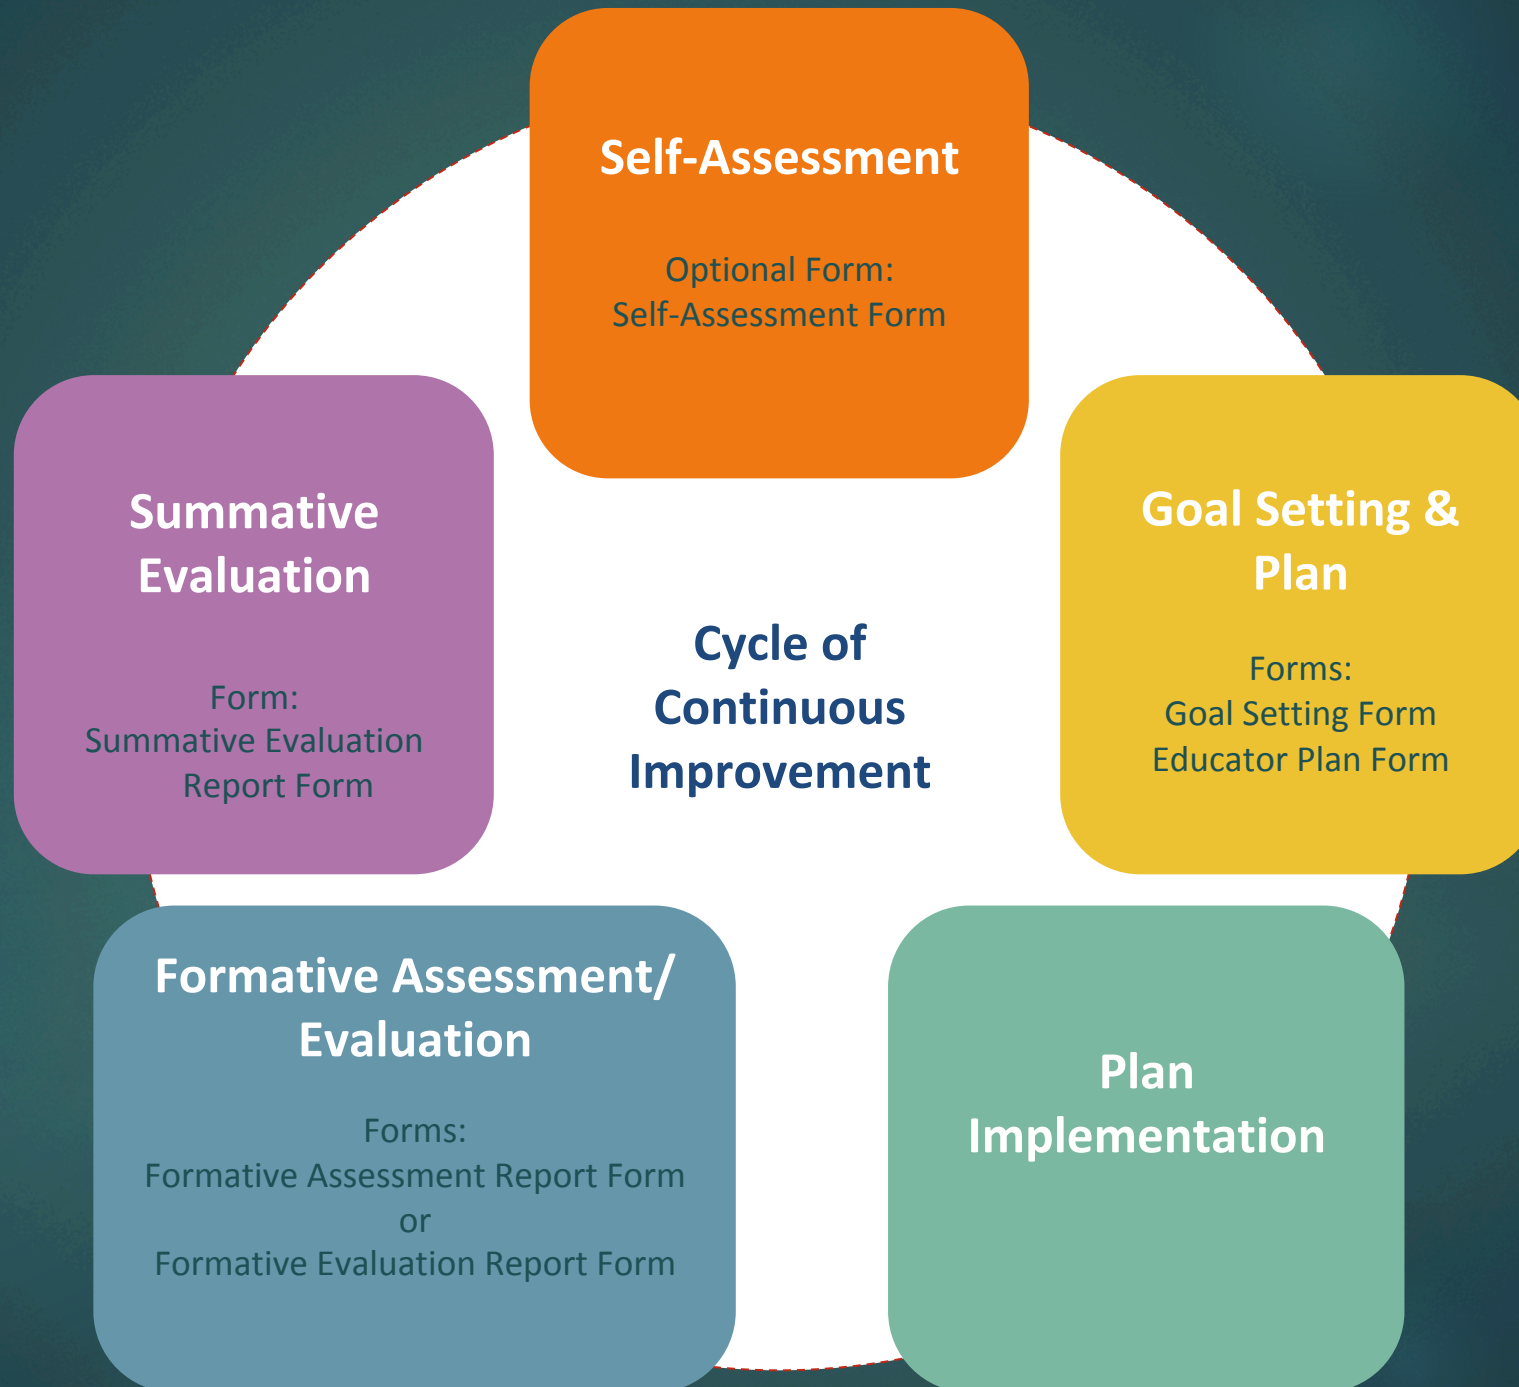 Self-Assessment
Optional Form:
Self-Assessment Form
Goal Setting &
Plan
Forms:
Goal Setting Form
Educator Plan Form
Plan
Implementation
Formative Assessment/
Evaluation
Forms:
Formative Assessment Report Form
or
Formative Evaluation Report Form
Summative
Evaluation
Form:
Summative Evaluation
Report Form
Cycle of
Continuous
Improvement